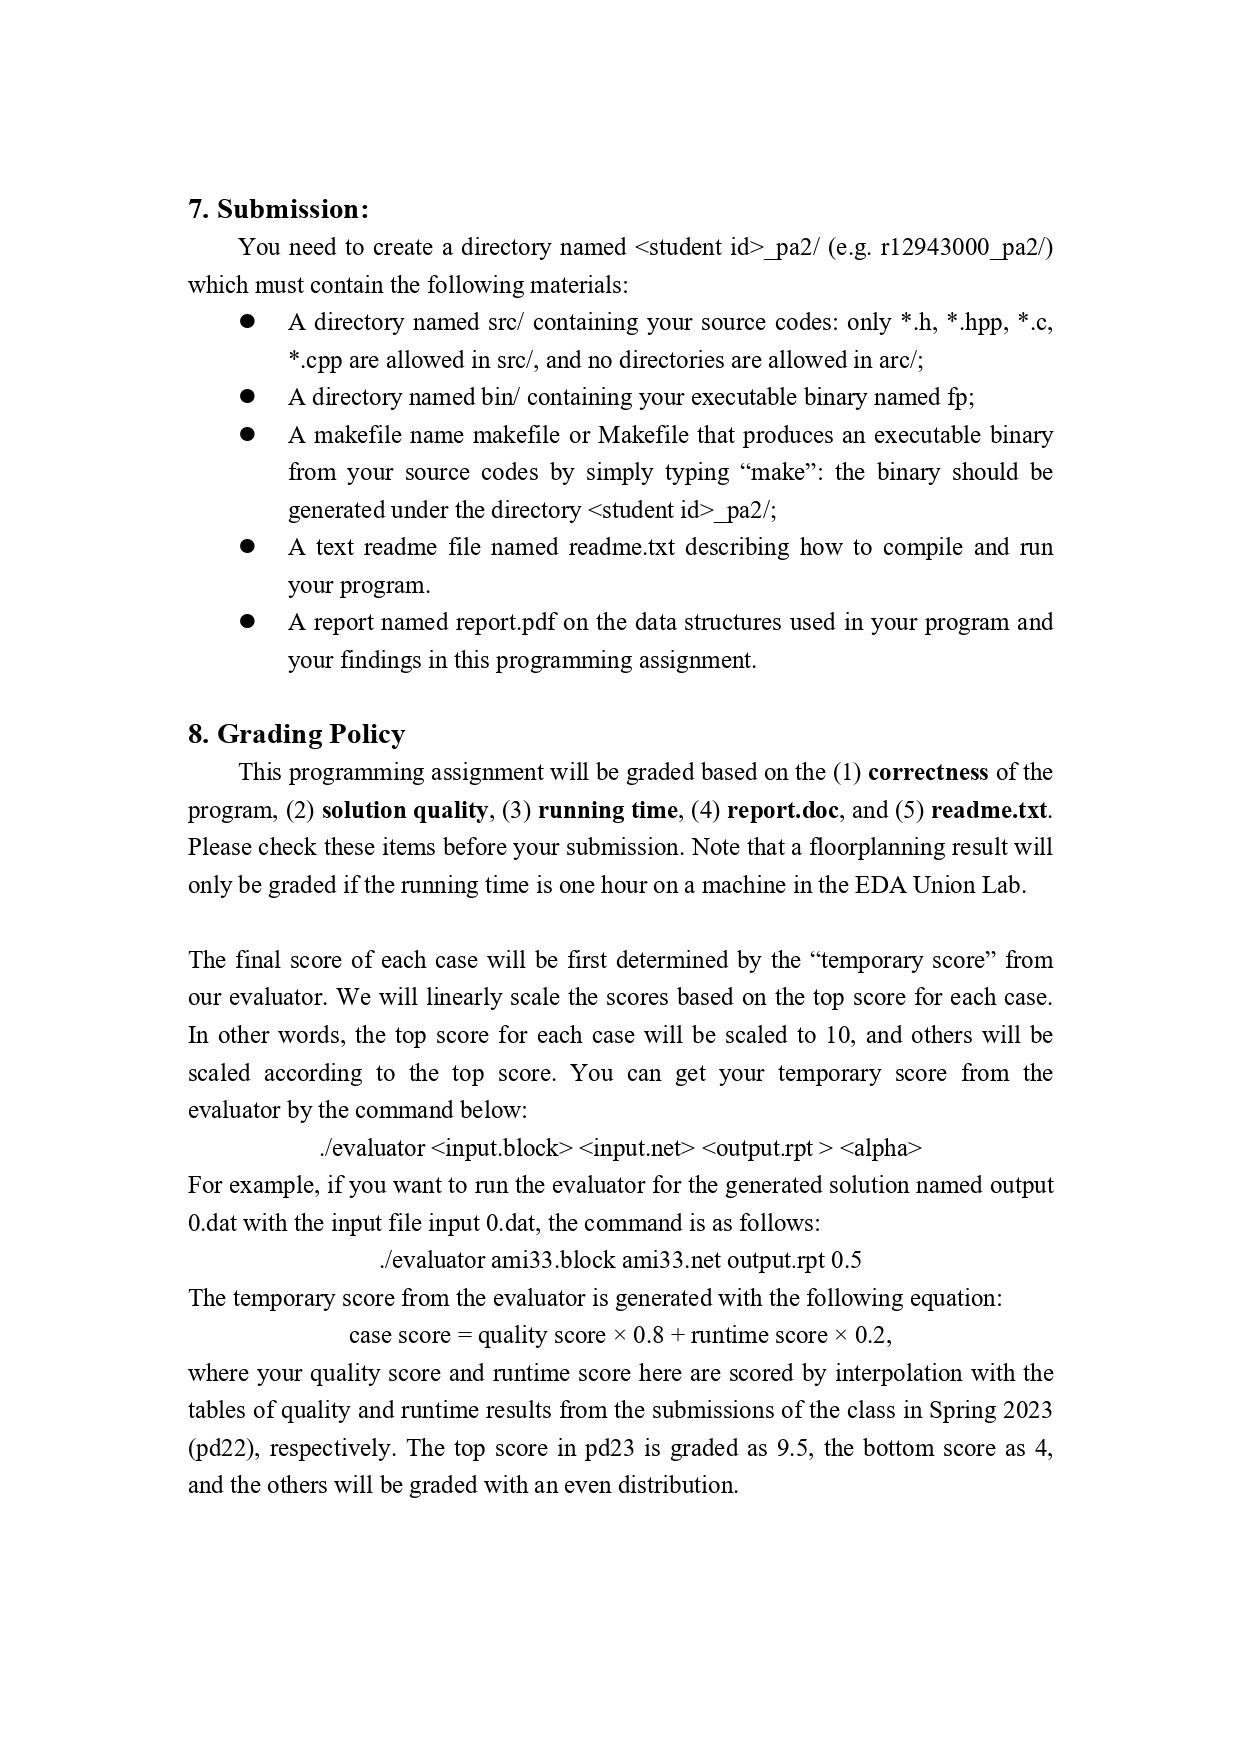 7. Submission:
You need to create a directory named <student id>_pa2/ (e.g. r12943000_pa2/)
which must contain the following materials:
● A directory named src/ containing your source codes: only *.h, *.hpp, *.c,
*.cpp are allowed in src/, and no directories are allowed in arc/;
● A directory named bin/ containing your executable binary named fp;
● A makefile name makefile or Makefile that produces an executable binary
from your source codes by simply typing “make”: the binary should be
generated under the directory <student id>_pa2/;
● A text readme file named readme.txt describing how to compile and run
your program.
● A report named report.pdf on the data structures used in your program and
your findings in this programming assignment.
8. Grading Policy
This programming assignment will be graded based on the (1) correctness of the
program, (2) solution quality, (3) running time, (4) report.doc, and (5) readme.txt.
Please check these items before your submission. Note that a floorplanning result will
only be graded if the running time is one hour on a machine in the EDA Union Lab.
The final score of each case will be first determined by the “temporary score” from
our evaluator. We will linearly scale the scores based on the top score for each case.
In other words, the top score for each case will be scaled to 10, and others will be
scaled according to the top score. You can get your temporary score from the
evaluator by the command below:
./evaluator <input.block> <input.net> <output.rpt > <alpha>
For example, if you want to run the evaluator for the generated solution named output
0.dat with the input file input 0.dat, the command is as follows:
./evaluator ami33.block ami33.net output.rpt 0.5
The temporary score from the evaluator is generated with the following equation:
case score = quality score × 0.8 + runtime score × 0.2,
where your quality score and runtime score here are scored by interpolation with the
tables of quality and runtime results from the submissions of the class in Spring 2023
(pd22), respectively. The top score in pd23 is graded as 9.5, the bottom score as 4,
and the others will be graded with an even distribution.